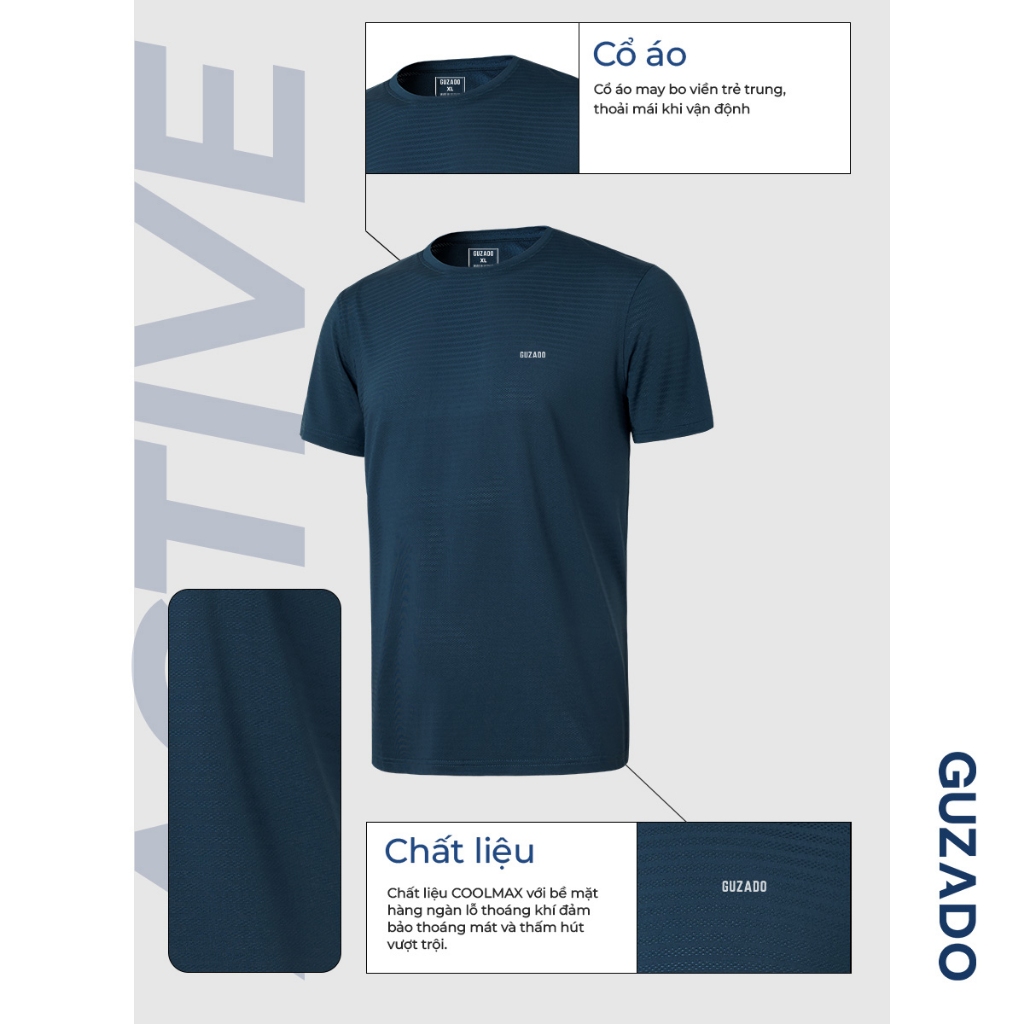 ACTIVE
GUZADO
XL
Cổ áo
Cổ áo may bo viền trẻ trung,
thoải mái khi vận định
GUZADO
XL
GUZADO
Chất liệu
Chất liệu COOLMAX với bề mặt
hàng ngàn lỗ thoáng khí đảm
bảo thoáng mát và thấm hút
vượt trội.
GUZADO
GUZADO